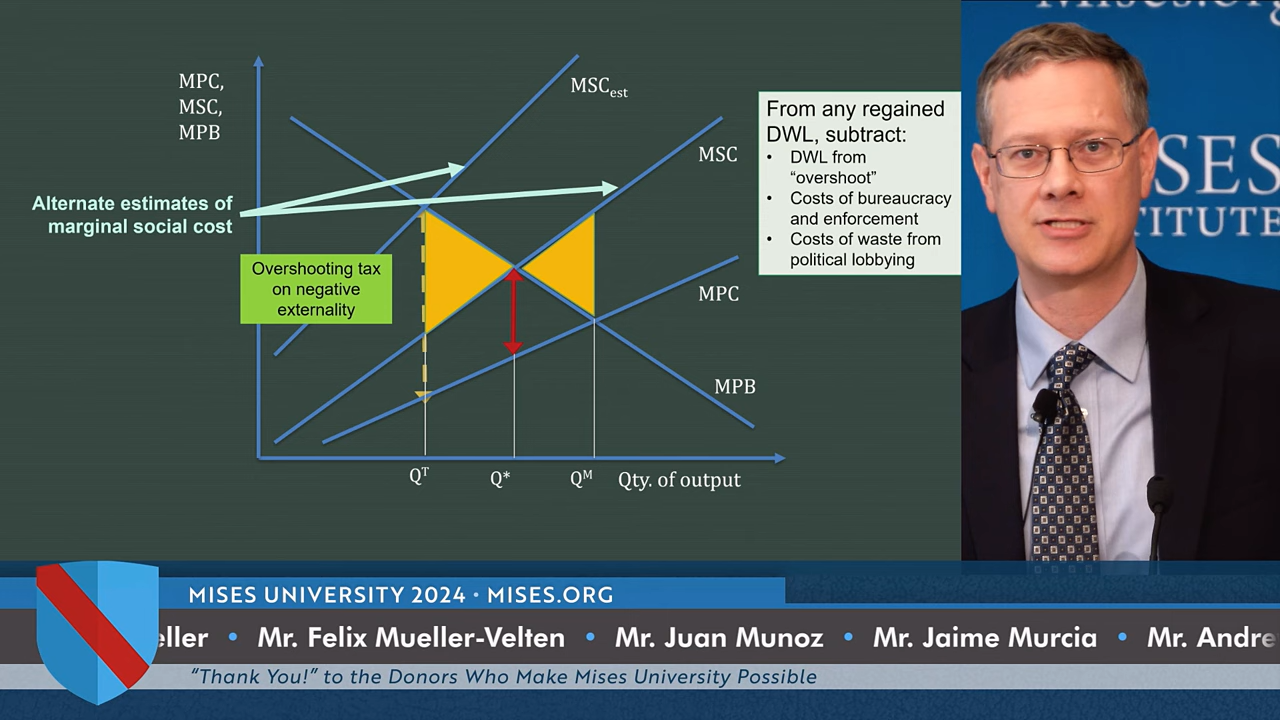 Mises.org
MPC,
MSC,
MPB
MSCest
MSC
MPC
MPB
Alternate estimates of
marginal social cost
Overshooting tax
on negative
externality
From any regained
DWL, subtract:
• DWL from
“overshoot”
• Costs of bureaucracy
and enforcement
• Costs of waste from
political lobbying
QT
Q*
QM
Qty. of output
MISES UNIVERSITY 2024 • MISES.ORG
eller • Mr. Felix Mueller-Velten • Mr. Juan Munoz • Mr. Jaime Murcia • Mr. Andre
“Thank You!” to the Donors Who Make Mises University Possible